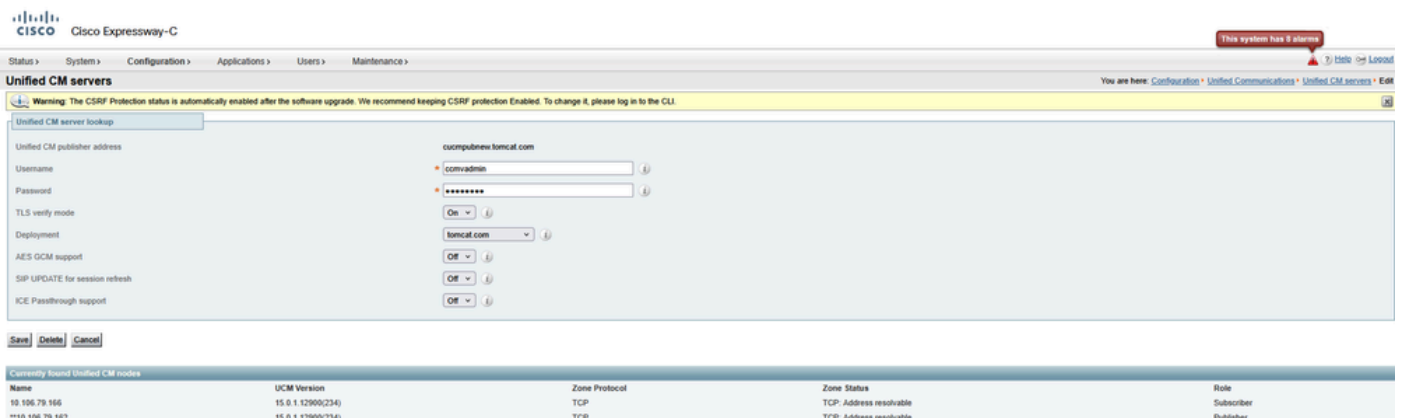 CISCO Cisco Expressway-C
This system has 8 alarms
Status > System > Configuration > Applications > Users > Maintenance > Help Logout
Unified CM servers You are here: Configuration Unified Communications Unified CM servers Edit
Warning: The CSRF Protection status is automatically enabled after the software upgrade. We recommend keeping CSRF protection Enabled. To change it, please log in to the CLI.
Unified CM server lookup
Unified CM publisher address cucmpubnew.tomcat.com
Username * ccmvadmin
Password * ••••••••
TLS verify mode On
Deployment tomcat.com
AES GCM support Off
SIP UPDATE for session refresh Off
ICE Passthrough support Off
Save Delete Cancel
Currently found Unified CM nodes
Name UCM Version Zone Protocol Zone Status Role
10.106.79.166 15.0.1.12900(234) TCP TCP: Address resolvable Subscriber
**10.106.79.162 15.0.1.12900(234) TCP TCP: Address resolvable Publisher